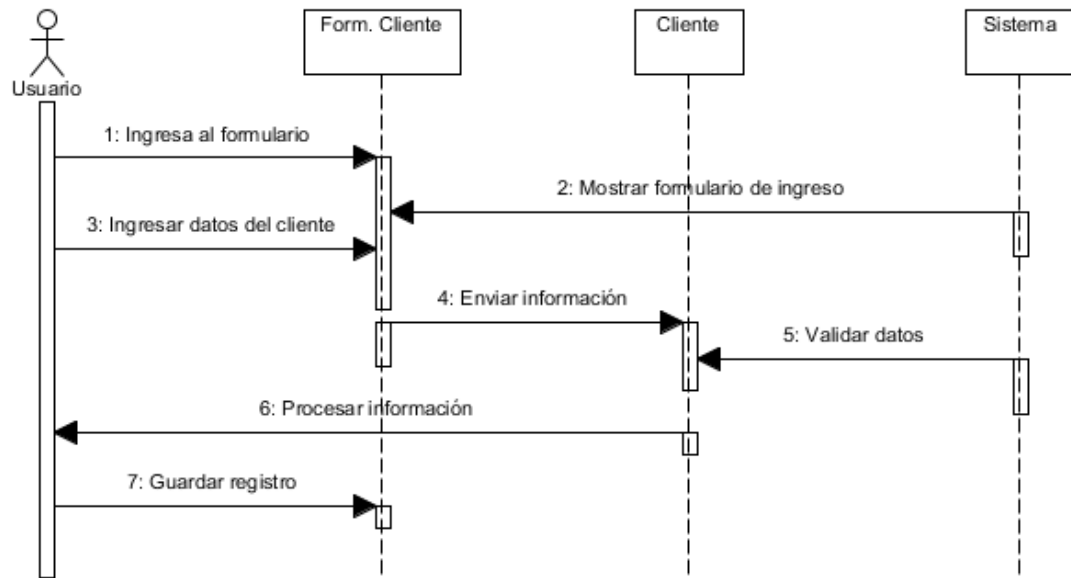 Form. Cliente
Cliente
Sistema
Usuario
1: Ingresa al formulario
2: Mostrar formulario de ingreso
3: Ingresar datos del cliente
4: Enviar información
5: Validar datos
6: Procesar información
7: Guardar registro